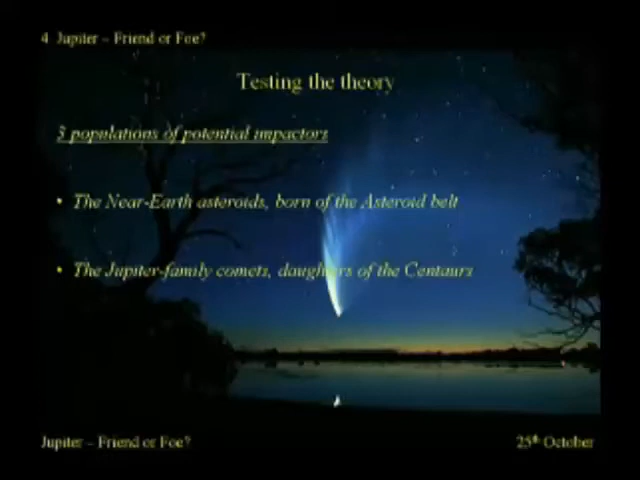 4 Jupiter – Friend or Foe?
Testing the theory
3 populations of potential impactors
• The Near-Earth asteroids, born of the Asteroid belt
• The Jupiter-family comets, daughters of the Centaurs
Jupiter – Friend or Foe?
25th October